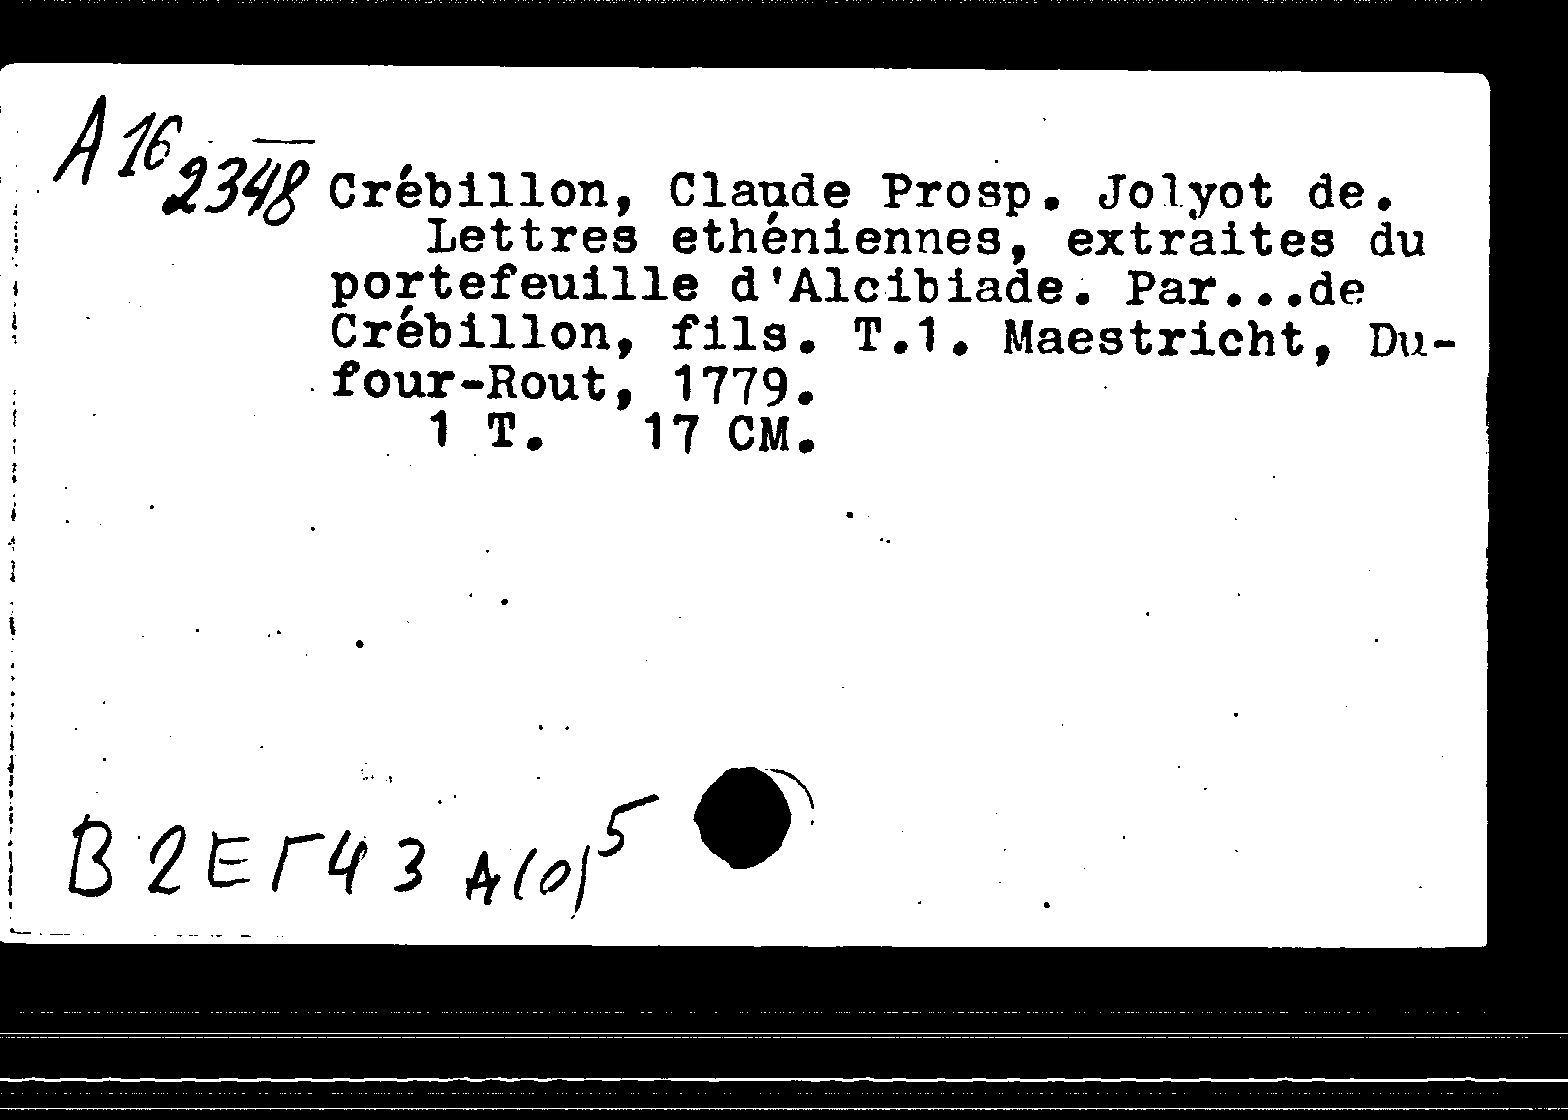 A 16
2348
Crébillon, Claude Prosp. Jolyot de.
Lettres ethéniennes, extraites du
portefeuille d'Alcibiade. Par...de
Crébillon, fils. T.1. Maestricht, Du-
four-Rout, 1779.
1 T. 17 CM.
B 2 E Г 4 3 A(0)5